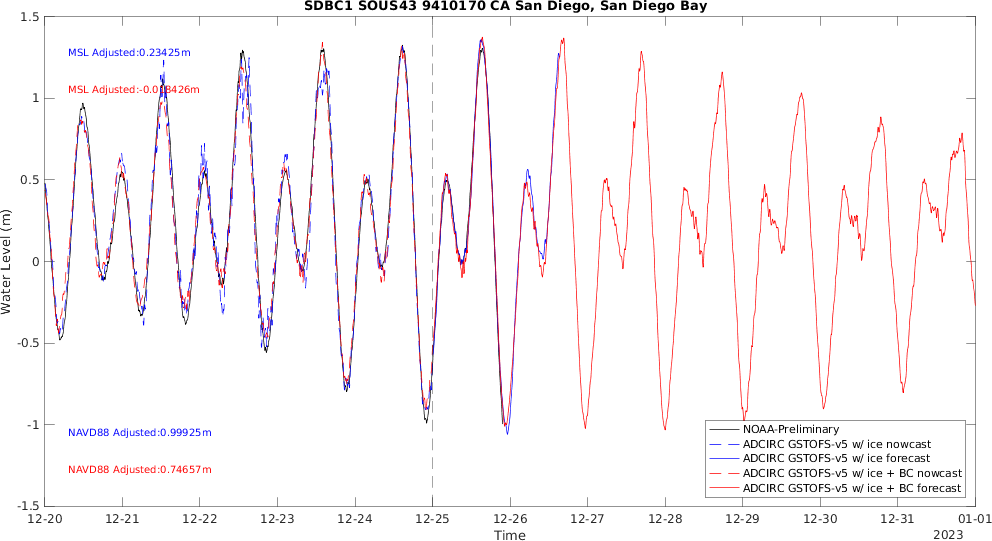 SDBC1 SOUS43 9410170 CA San Diego, San Diego Bay
1.5
1
0.5
0
-0.5
-1
-1.5
Water Level (m)
MSL Adjusted:0.23425m
NAVD88 Adjusted:0.99925m
NAVD88 Adjusted:0.74657m
NOAA-Preliminary
ADCIRC GSTOFS-v5 w/ ice nowcast
ADCIRC GSTOFS-v5 w/ ice forecast
ADCIRC GSTOFS-v5 w/ ice + BC nowcast
ADCIRC GSTOFS-v5 w/ ice + BC forecast
12-20 12-21 12-22 12-23 12-24 12-25 12-26 12-27 12-28 12-29 12-30 12-31 01-01
Time
2023